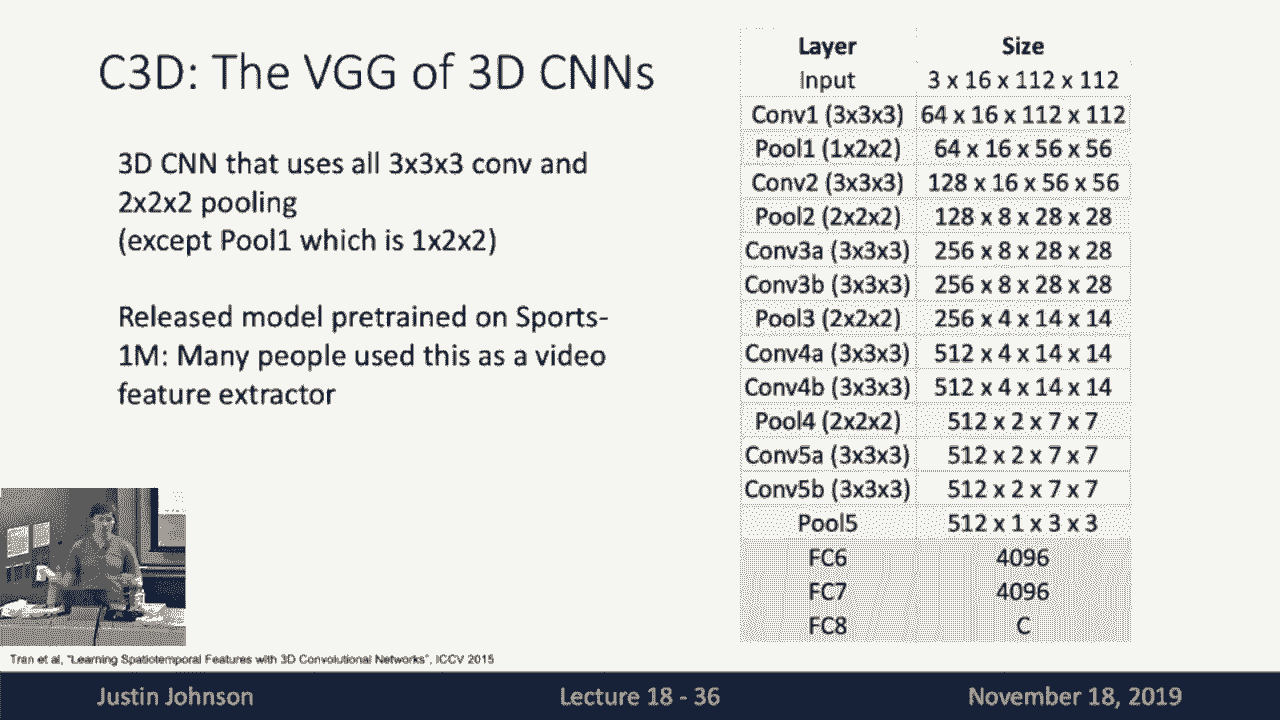 C3D: The VGG of 3D CNNs
3D CNN that uses all 3x3x3 conv and
2x2x2 pooling
(except Pool1 which is 1x2x2)
Released model pretrained on Sports-
1M: Many people used this as a video
feature extractor
Layer Size
Input 3 x 16 x 112 x 112
Conv1 (3x3x3) 64 x 16 x 112 x 112
Pool1 (1x2x2) 64 x 16 x 56 x 56
Conv2 (3x3x3) 128 x 16 x 56 x 56
Pool2 (2x2x2) 128 x 8 x 28 x 28
Conv3a (3x3x3) 256 x 8 x 28 x 28
Conv3b (3x3x3) 256 x 8 x 28 x 28
Pool3 (2x2x2) 256 x 4 x 14 x 14
Conv4a (3x3x3) 512 x 4 x 14 x 14
Conv4b (3x3x3) 512 x 4 x 14 x 14
Pool4 (2x2x2) 512 x 2 x 7 x 7
Conv5a (3x3x3) 512 x 2 x 7 x 7
Conv5b (3x3x3) 512 x 2 x 7 x 7
Pool5 512 x 1 x 3 x 3
FC6 4096
FC7 4096
FC8 C
Tran et al, "Learning Spatiotemporal Features with 3D Convolutional Networks", ICCV 2015
Justin Johnson Lecture 18 - 36 November 18, 2019